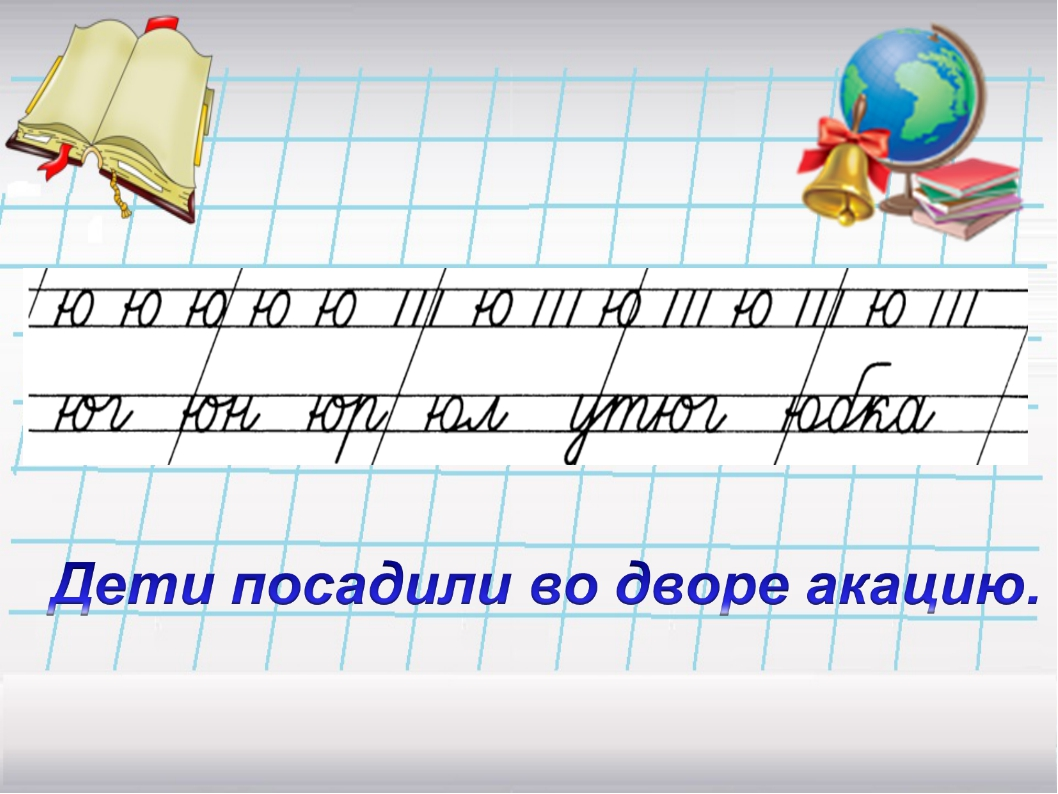 ю ю ю ю ю ||| ю ||| ю ||| ю ||| ю |||
юг юн юр юл утюг юбка
Дети посадили во дворе акацию.